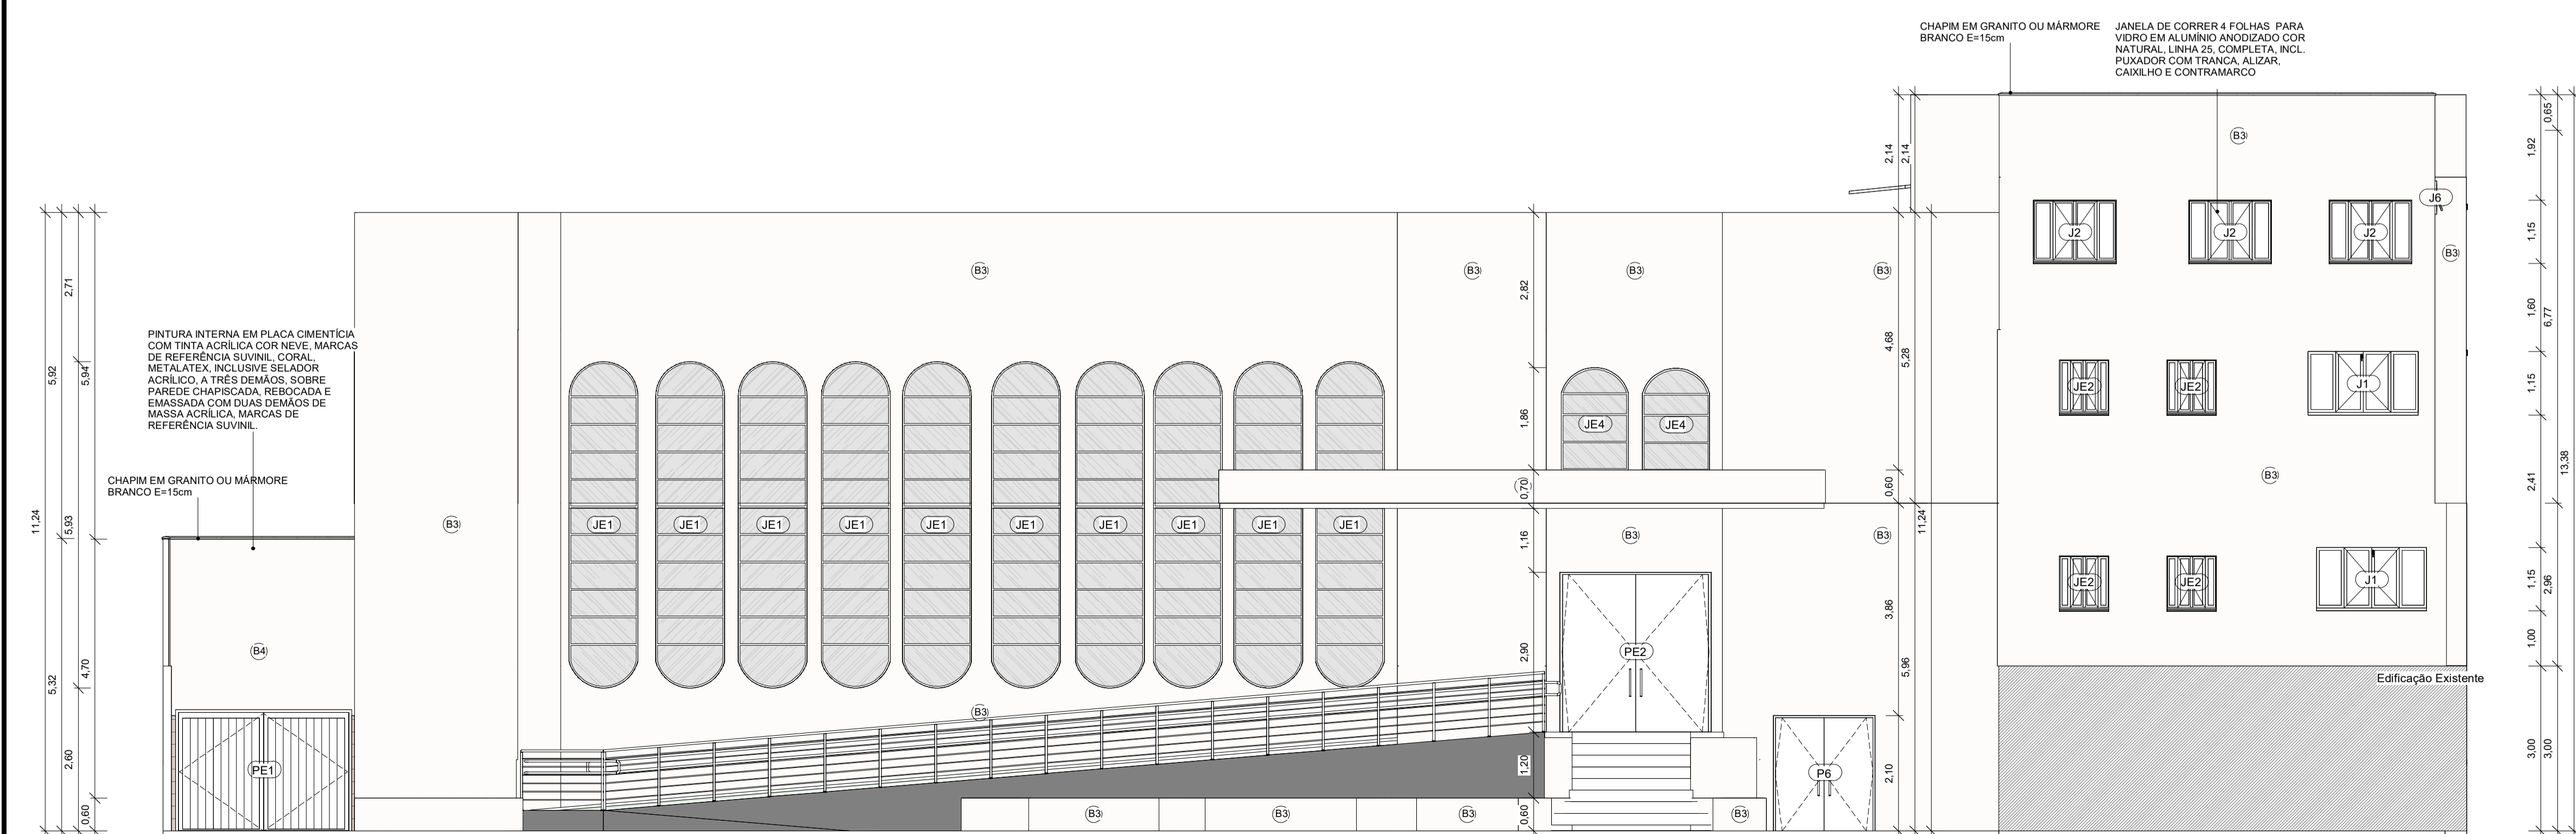 CHAPIM EM GRANITO OU MÁRMORE
BRANCO E=15cm
JANELA DE CORRER 4 FOLHAS PARA
VIDRO EM ALUMÍNIO ANODIZADO COR
NATURAL, LINHA 25, COMPLETA, INCL.
PUXADOR COM TRANCA, ALIZAR,
CAIXILHO E CONTRAMARCO
PINTURA INTERNA EM PLACA CIMENTÍCIA
COM TINTA ACRÍLICA COR NEVE, MARCAS
DE REFERÊNCIA SUVINIL, CORAL,
METALATEX, INCLUSIVE SELADOR
ACRÍLICO, A TRÊS DEMÃOS, SOBRE
PAREDE CHAPISCADA, REBOCADA E
EMASSADA COM DUAS DEMÃOS DE
MASSA ACRÍLICA, MARCAS DE
REFERÊNCIA SUVINIL.
CHAPIM EM GRANITO OU MÁRMORE
BRANCO E=15cm
11,24
5,92
5,32
2,71
5,94
5,93
2,60
4,70
0,60
B4
PE1
B3
B3
JE1
JE1
JE1
JE1
JE1
JE1
JE1
JE1
JE1
JE1
B3
B3
B3
B3
B3
2,82
1,86
0,70
1,16
2,90
1,20
0,60
B3
JE4
JE4
B3
PE2
B3
B3
B3
P6
2,14
2,14
4,68
5,28
0,60
3,86
5,96
2,10
11,24
B3
J2
J2
J2
J6
B3
JE2
JE2
J1
B3
JE2
JE2
J1
Edificação Existente
1,92
0,65
1,15
1,60
6,77
1,15
2,41
13,38
1,15
2,96
1,00
3,00
3,00